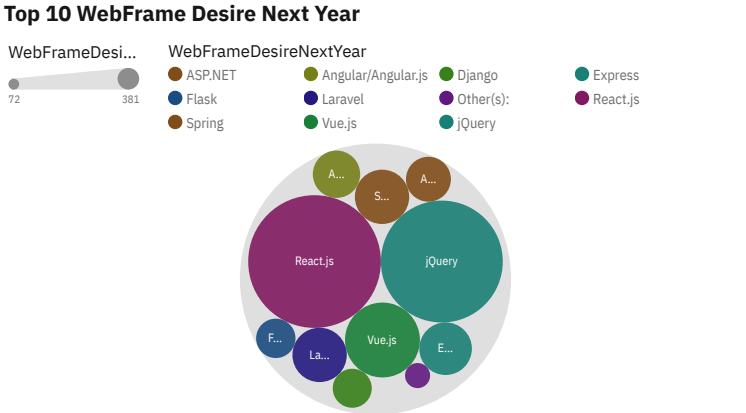 Top 10 WebFrame Desire Next Year
WebFrameDesi...
72 381
WebFrameDesireNextYear
ASP.NET Angular/Angular.js Django Express
Flask Laravel Other(s): React.js
Spring Vue.js jQuery
A...
A...
S...
React.js
jQuery
F...
La...
Vue.js
E...